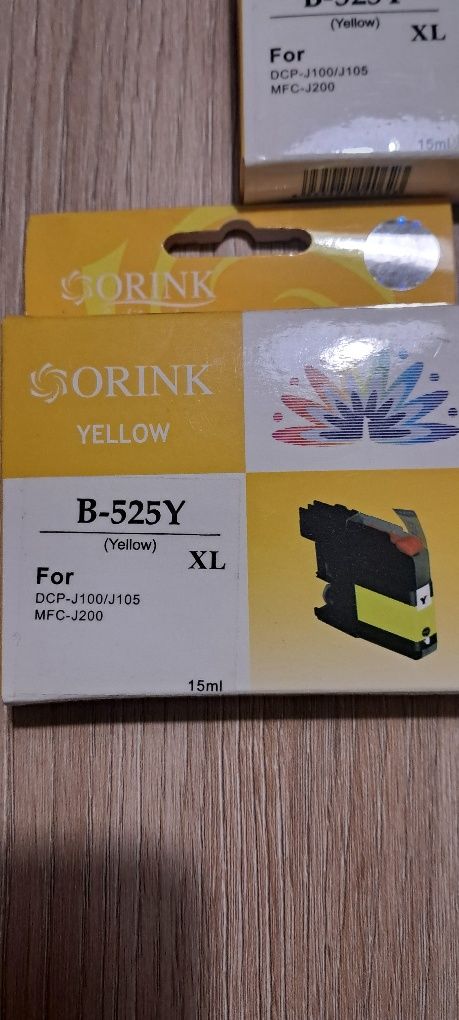 B-525Y
(Yellow)
XL
For
DCP-J100/J105
MFC-J200
15ml
ORINK
ORINK
YELLOW
B-525Y
(Yellow)
XL
For
DCP-J100/J105
MFC-J200
15ml
Y